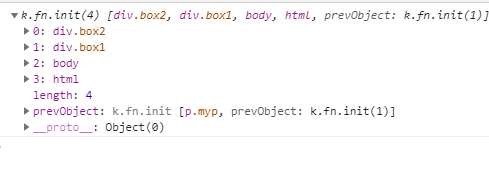 ▼k.fn.init(4) [div.box2, div.box1, body, html, prevObject: k.fn.init(1)]
▶0: div.box2
▶1: div.box1
▶2: body
▶3: html
length: 4
▶prevObject: k.fn.init [p.myp, prevObject: k.fn.init(1)]
▶__proto__: Object(0)